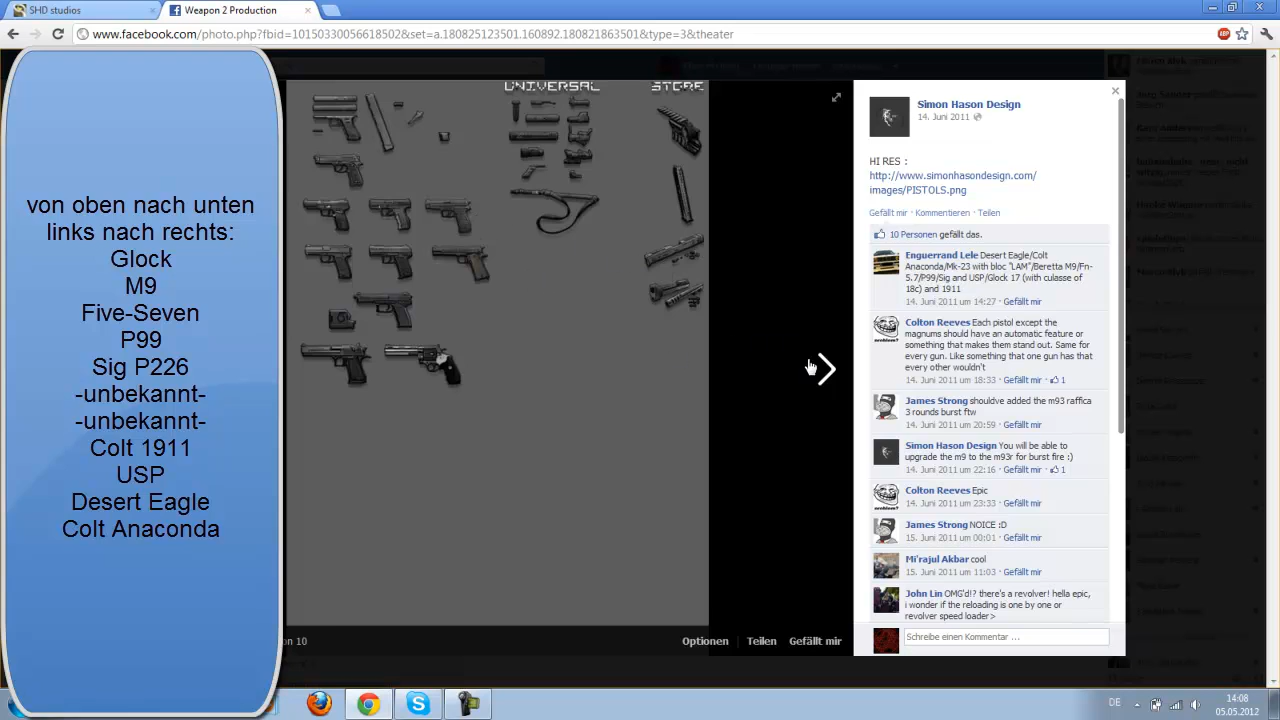 SHD studios
Weapon 2 Production
www.facebook.com/photo.php?fbid=10150330056618502&set=a.180825123501.160892.180821863501&type=3&theater
von oben nach unten
links nach rechts:
Glock
M9
Five-Seven
P99
Sig P226
-unbekannt-
-unbekannt-
Colt 1911
USP
Desert Eagle
Colt Anaconda
UNIVERSAL
STORE
on 10
Optionen
Teilen
Gefällt mir
Simon Hason Design
14. Juni 2011
HI RES :
http://www.simonhasondesign.com/
images/PISTOLS.png
Gefällt mir · Kommentieren · Teilen
10 Personen gefällt das.
Enguerrand Lele Desert Eagle/Colt
Anaconda/Mk-23 with bloc "LAM"/Beretta M9/Fn-
5.7/P99/Sig and USP/Glock 17 (with culasse of
18c) and 1911
14. Juni 2011 um 14:27 · Gefällt mir
Colton Reeves Each pistol except the
magnums should have an automatic feature or
something that makes them stand out. Same for
every gun. Like something that one gun has that
every other wouldn't
14. Juni 2011 um 18:33 · Gefällt mir · 1
James Strong shouldve added the m93 raffica
3 rounds burst ftw
14. Juni 2011 um 20:59 · Gefällt mir
Simon Hason Design You will be able to
upgrade the m9 to the m93r for burst fire :)
14. Juni 2011 um 22:16 · Gefällt mir · 1
Colton Reeves Epic
14. Juni 2011 um 23:33 · Gefällt mir
James Strong NOICE :D
15. Juni 2011 um 00:01 · Gefällt mir
Mi'rajul Akbar cool
15. Juni 2011 um 11:03 · Gefällt mir
John Lin OMG'd!? there's a revolver! hella epic,
i wonder if the reloading is one by one or
revolver speed loader>
Schreibe einen Kommentar ...
DE
14:08
05.05.2012